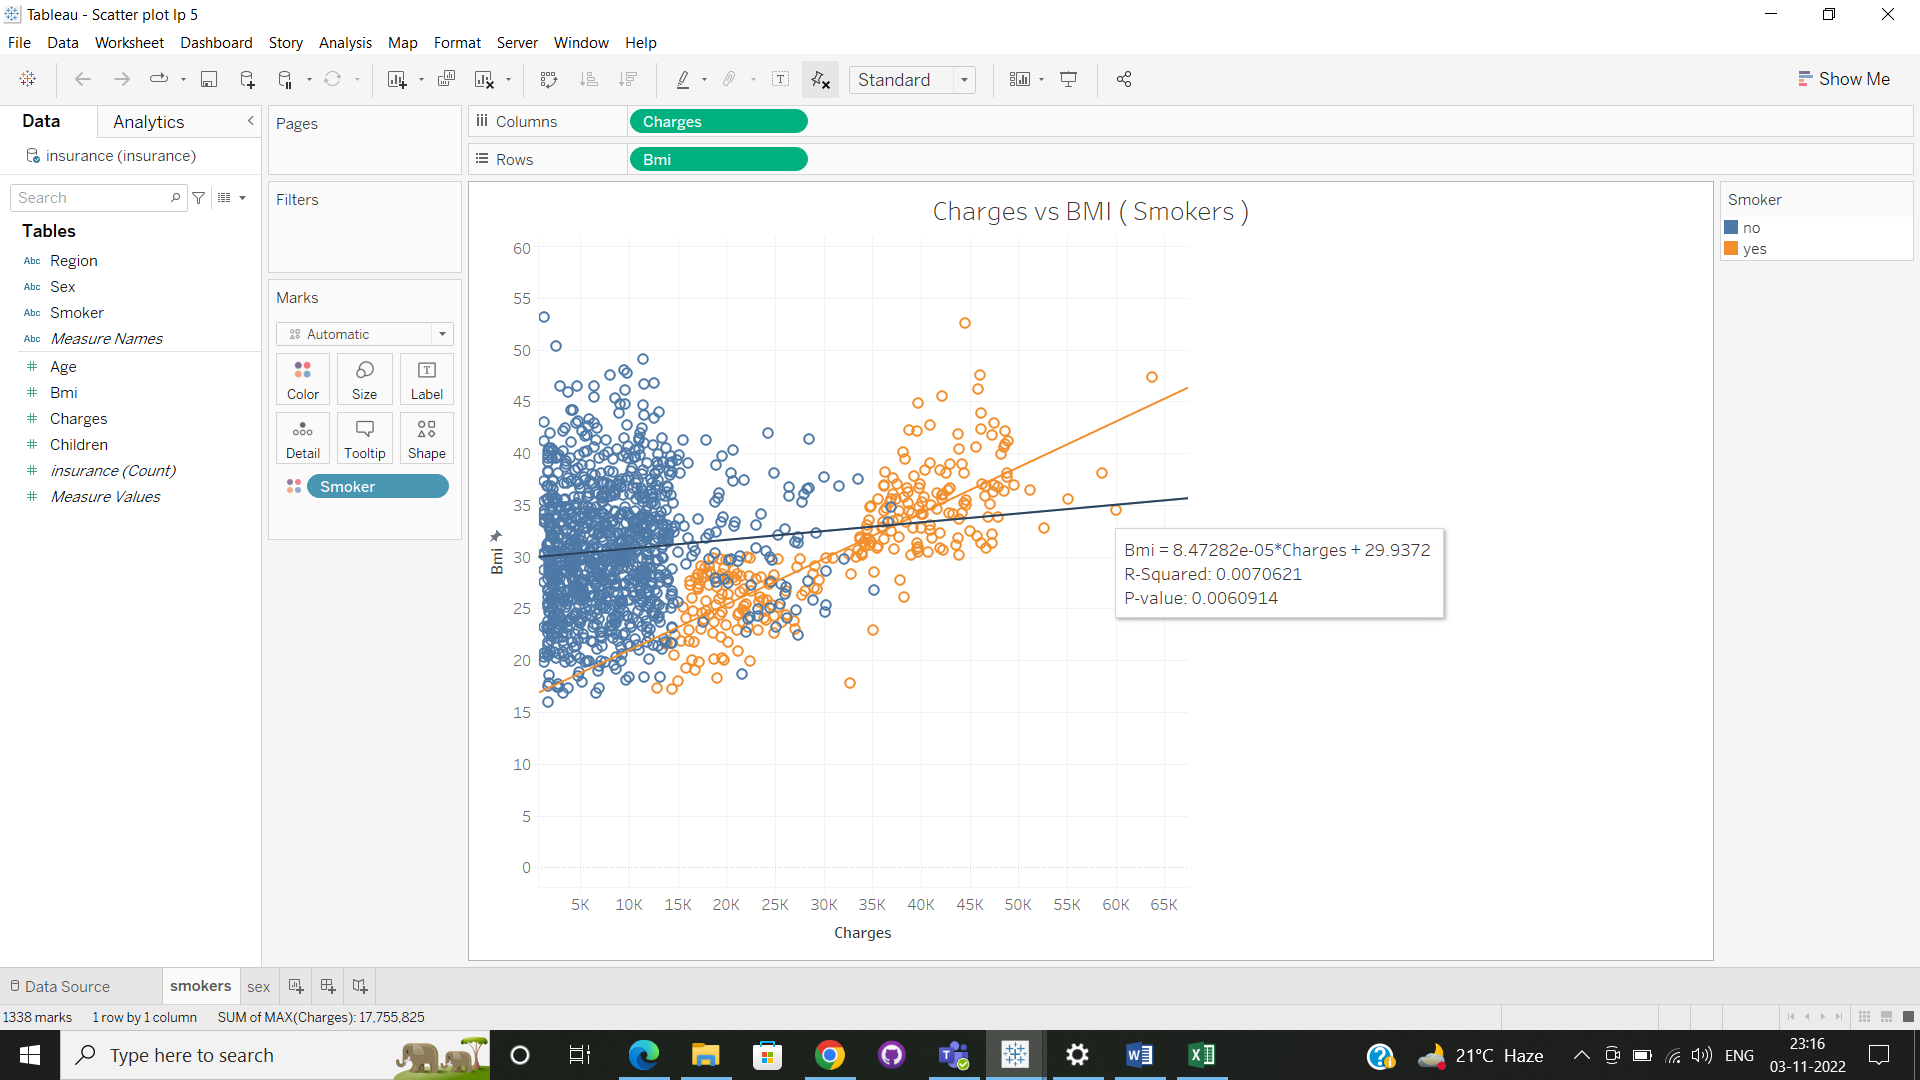 Tableau - Scatter plot lp 5
File Data Worksheet Dashboard Story Analysis Map Format Server Window Help
Standard
Show Me
Data Analytics
insurance (insurance)
Search
Tables
Abc Region
Abc Sex
Abc Smoker
Abc Measure Names
# Age
# Bmi
# Charges
# Children
# insurance (Count)
# Measure Values
Pages
Filters
Marks
Automatic
Color Size Label
Detail Tooltip Shape
Smoker
Columns Charges
Rows Bmi
Charges vs BMI ( Smokers )
60
55
50
45
40
35
30
25
20
15
10
5
0
Bmi
5K 10K 15K 20K 25K 30K 35K 40K 45K 50K 55K 60K 65K
Charges
Bmi = 8.47282e-05*Charges + 29.9372
R-Squared: 0.0070621
P-value: 0.0060914
Smoker
no
yes
Data Source smokers sex
1338 marks 1 row by 1 column SUM of MAX(Charges): 17,755,825
Type here to search
21°C Haze
ENG
23:16
03-11-2022